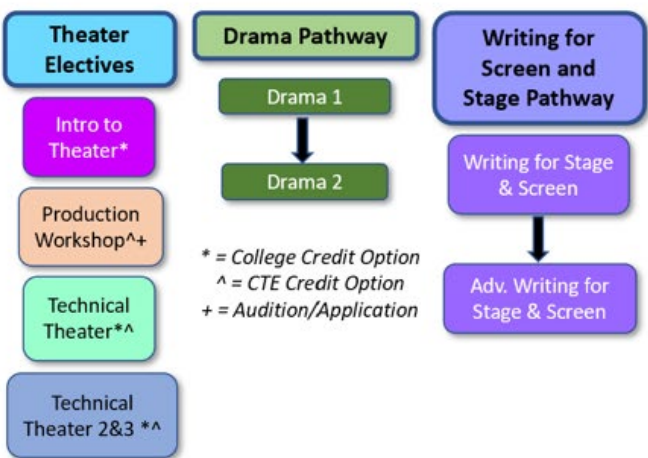 Theater
Electives
Intro to
Theater*
Production
Workshop^+
Technical
Theater*^
Technical
Theater 2&3 *^
Drama Pathway
Drama 1
Drama 2
* = College Credit Option
^ = CTE Credit Option
+ = Audition/Application
Writing for
Screen and
Stage Pathway
Writing for Stage
& Screen
Adv. Writing for
Stage & Screen